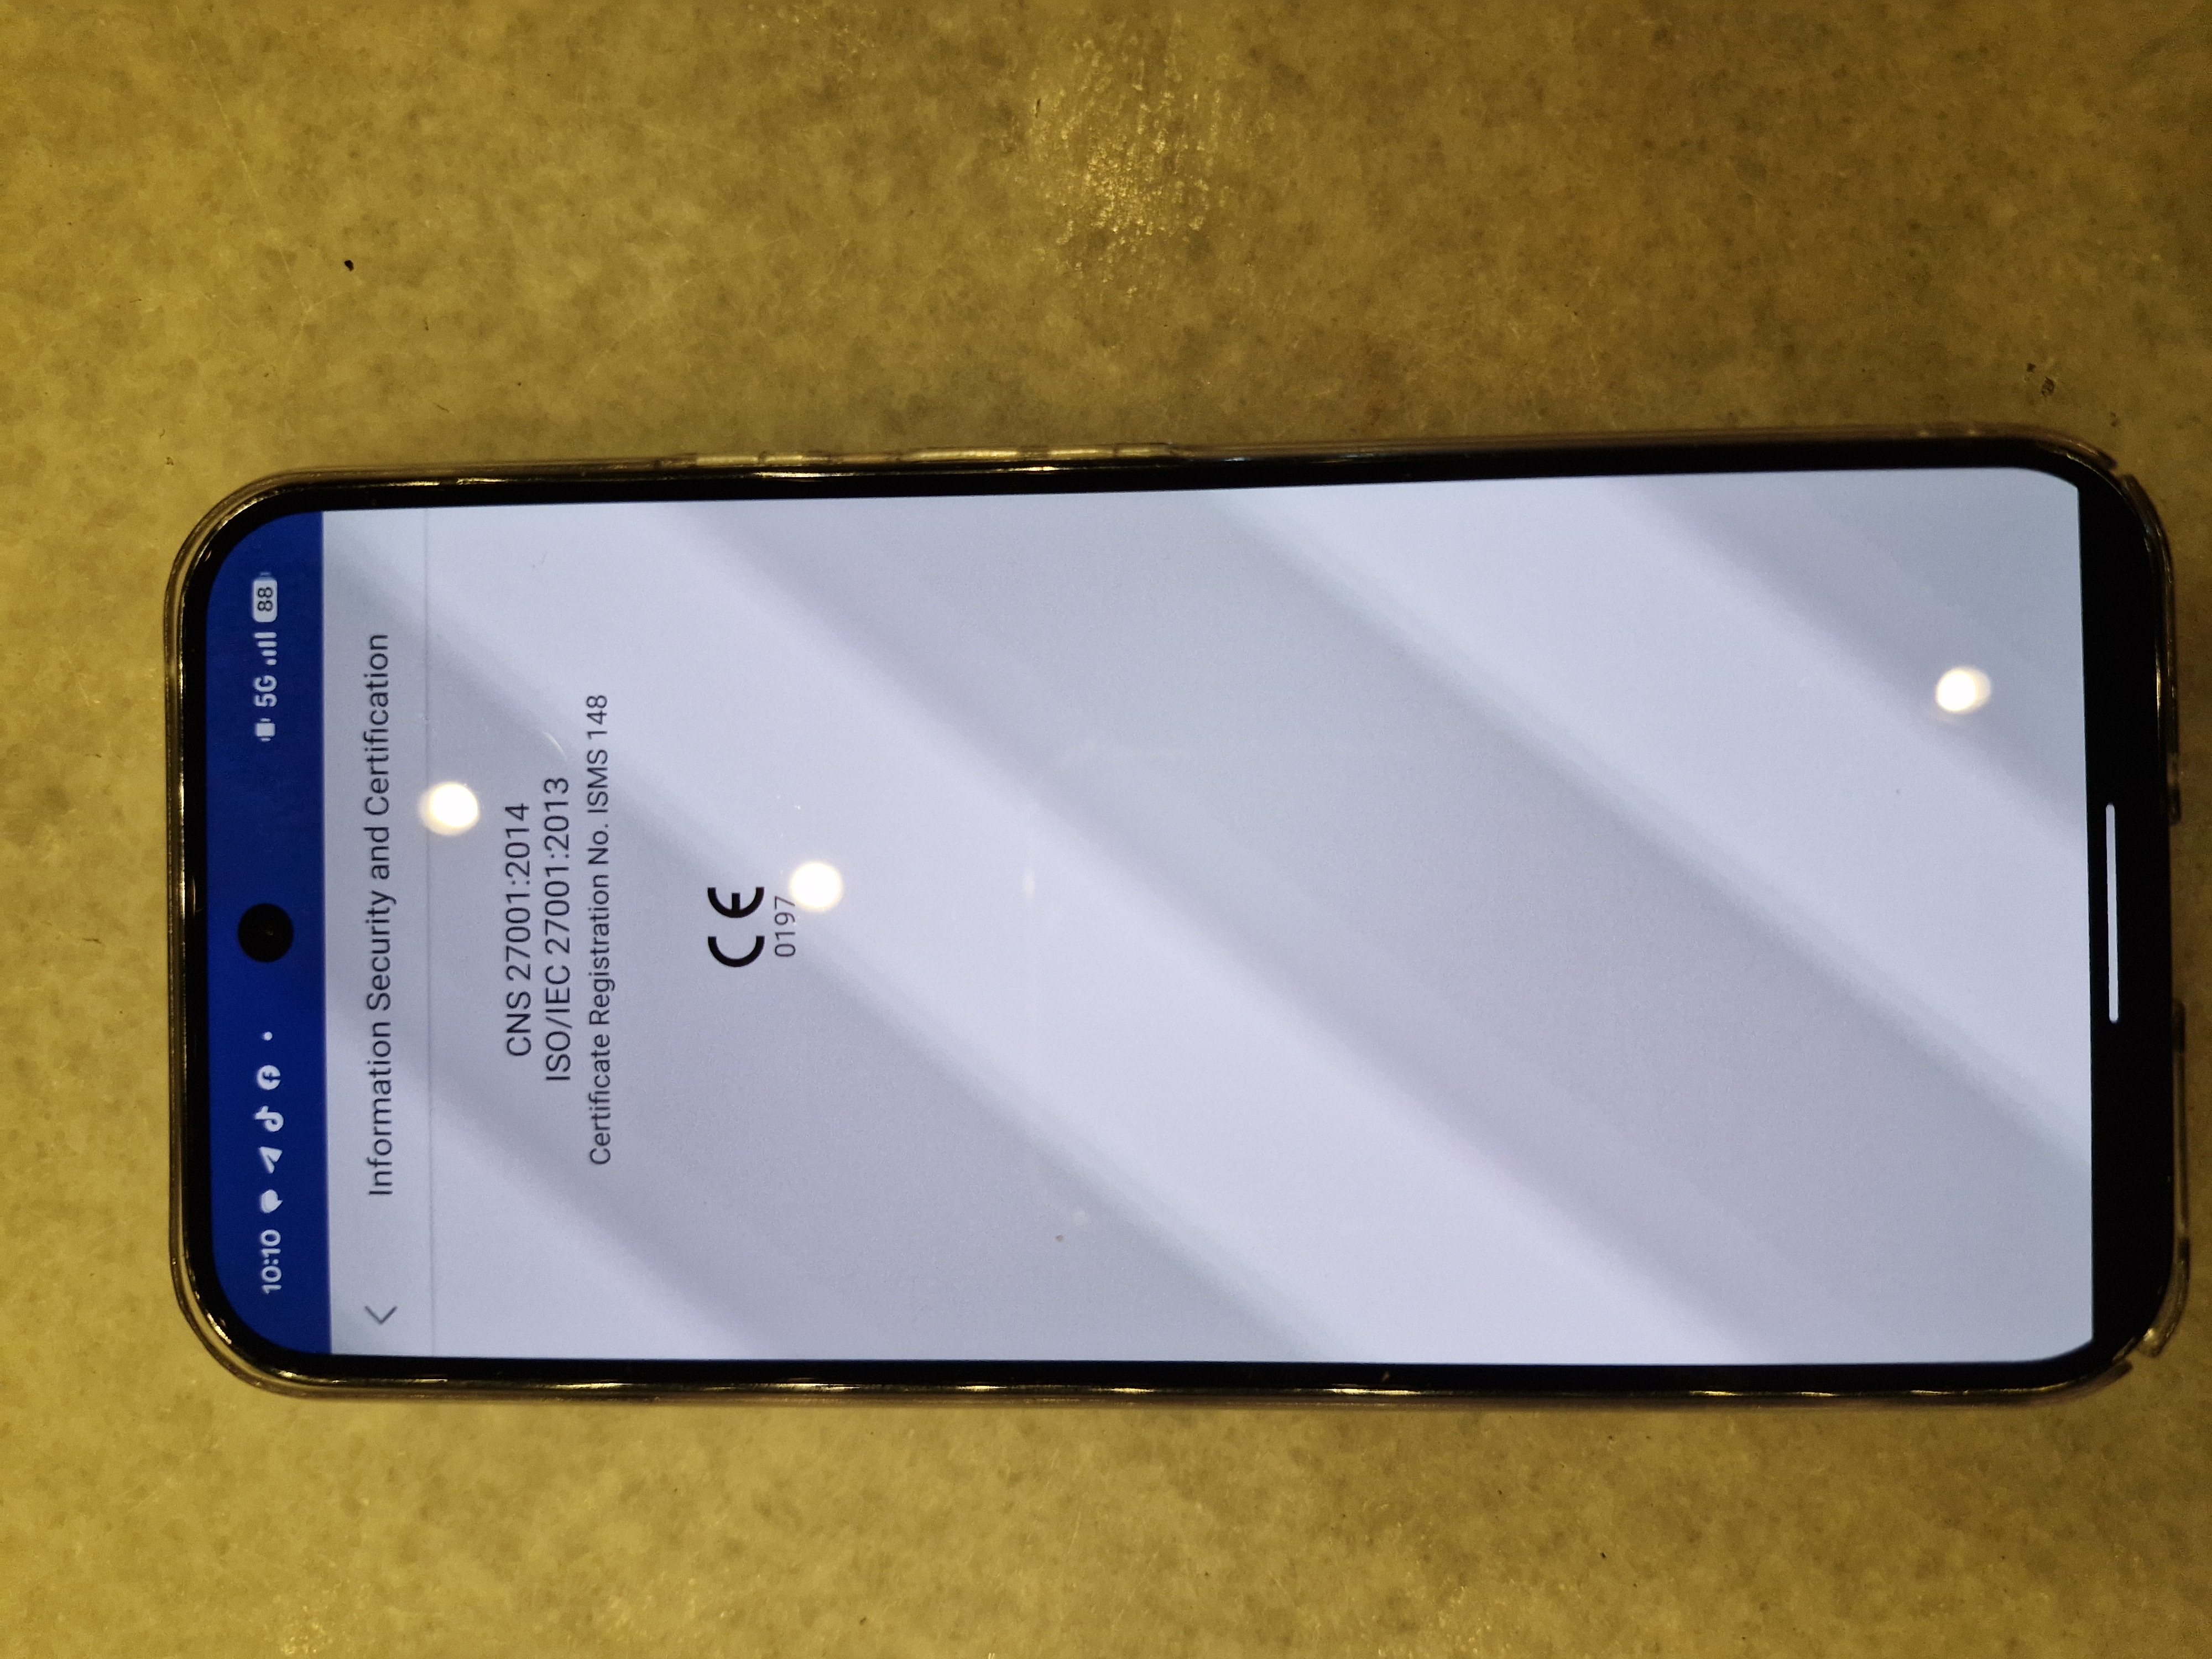 10:10
5G
88
Information Security and Certification
CNS 27001:2014
ISO/IEC 27001:2013
Certificate Registration No. ISMS 148
CE
0197